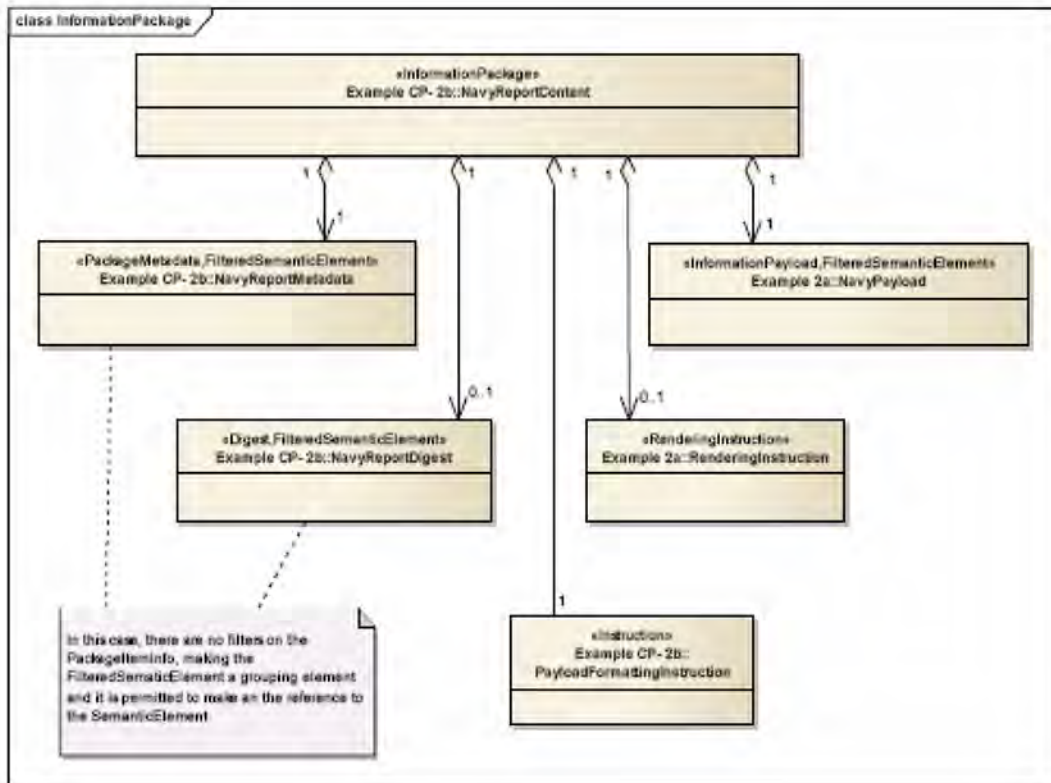 class InformationPackage
«InformationPackage»
Example CP- 2b::NavyReportContent
1
1
1
1
1
1
1
«PackageMetadata,FilteredSemanticElement»
Example CP- 2b::NavyReportMetadata
«InformationPayload,FilteredSemanticElement»
Example 2a::NavyPayload
0..1
0..1
«Digest,FilteredSemanticElement»
Example CP- 2b::NavyReportDigest
«RenderingInstruction»
Example 2a::RenderingInstruction
1
In this case, there are no filters on the
PackageItemInfo, making the
FilteredSematicElement a grouping element
and it is permitted to make an the reference to
the SemanticElement
«Instruction»
Example CP- 2b::
PayloadFormattingInstruction